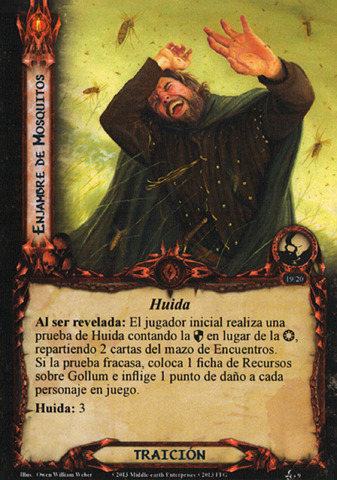 ENJAMBRE DE MOSQUITOS
19-20
Huida
Al ser revelada: El jugador inicial realiza una
prueba de Huida contando la en lugar de la ,
repartiendo 2 cartas del mazo de Encuentros.
Si la prueba fracasa, coloca 1 ficha de Recursos
sobre Gollum e inflige 1 punto de daño a cada
personaje en juego.
Huida: 3
TRAICIÓN
Illus. Owen William Weber
©2013 Middle-earth Enterprises ©2013 FFG